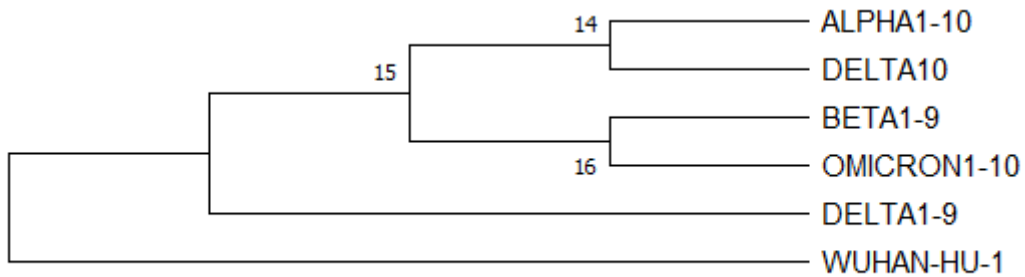 14
ALPHA1-10
DELTA10
15
BETA1-9
16
OMICRON1-10
DELTA1-9
WUHAN-HU-1